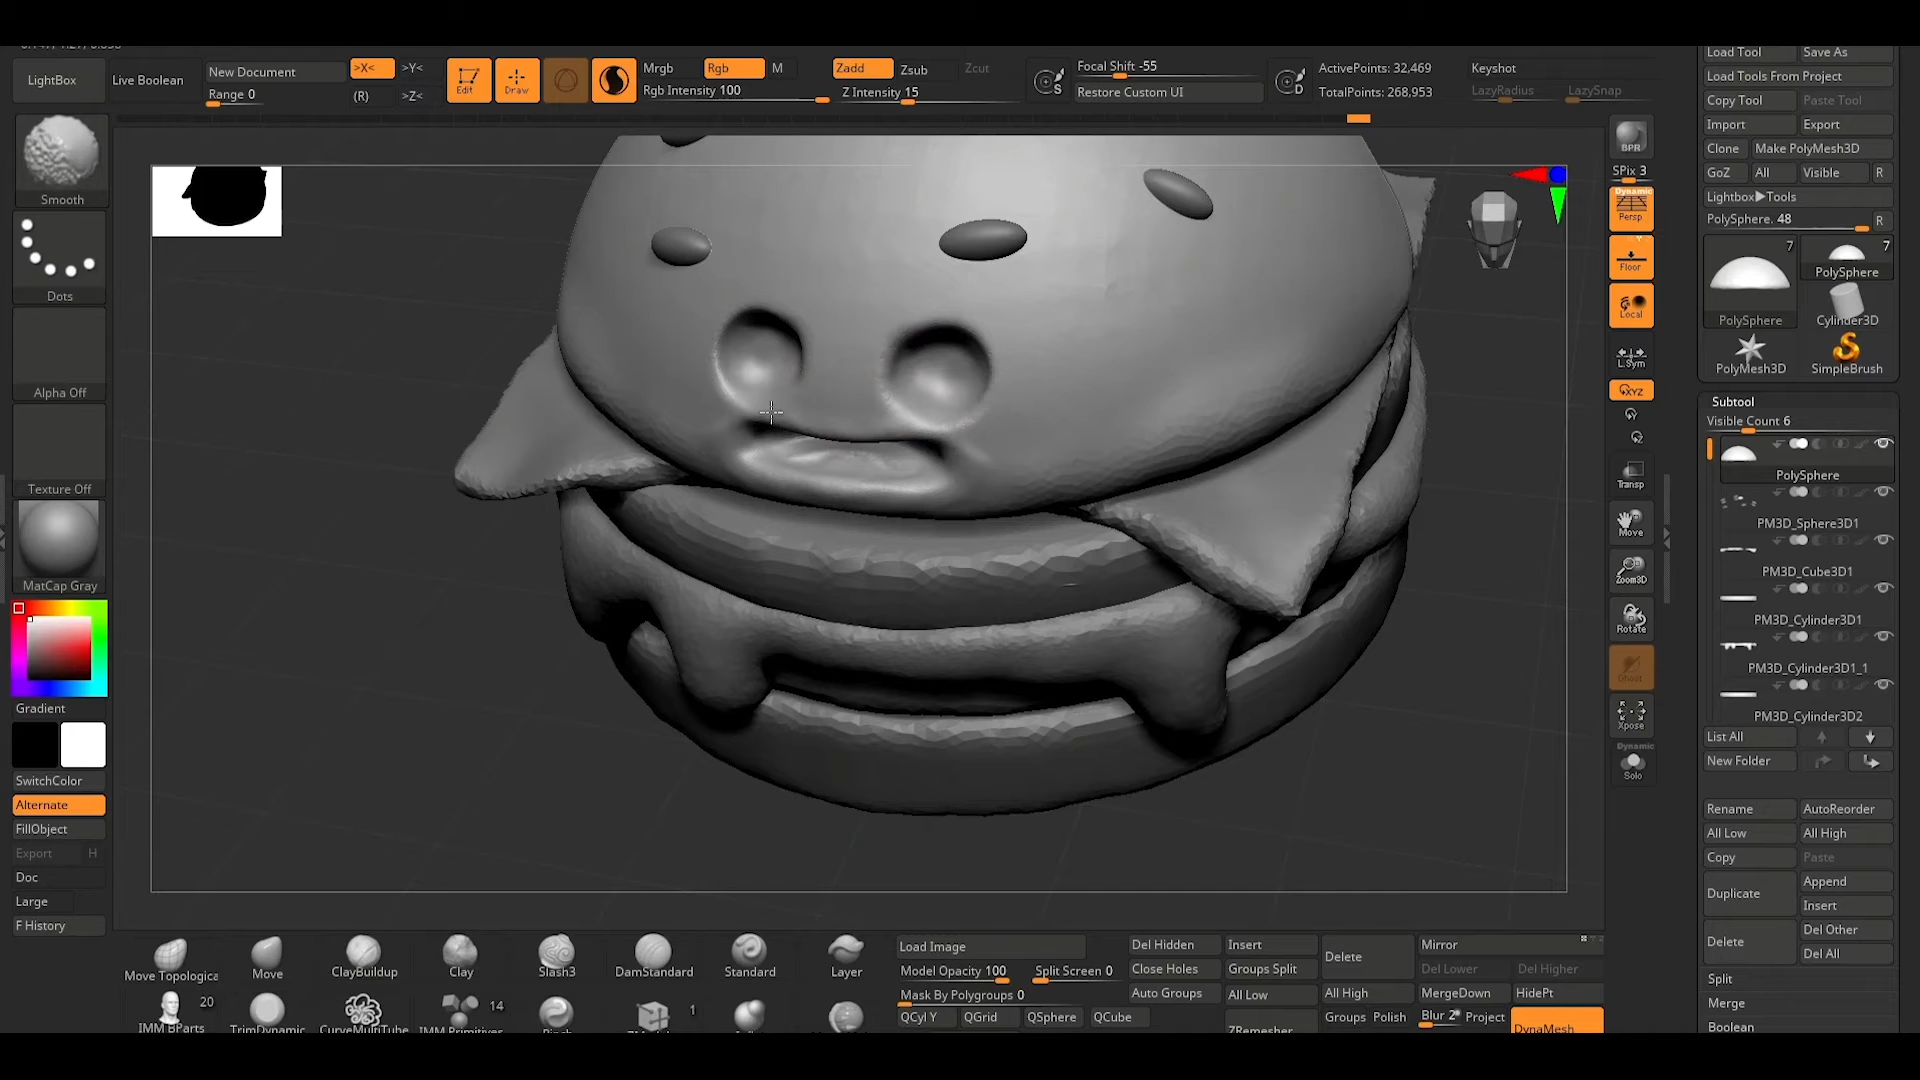 LightBox
Live Boolean
New Document
Range 0
>X<
>Y<
(R)
>Z<
Edit
Draw
Mrgb
Rgb
M
Rgb Intensity 100
Zadd
Zsub
Zcut
Z Intensity 15
S
Focal Shift -55
Restore Custom UI
D
ActivePoints: 32,469
TotalPoints: 268,953
Keyshot
LazyRadius
LazySnap
Smooth
Dots
Alpha Off
Texture Off
MatCap Gray
Gradient
SwitchColor
Alternate
FillObject
Export H
Doc
Large
F History
BPR
SPix 3
Dynamic
Persp
Floor
Local
L.Sym
XYZ
Transp
Move
Zoom3D
Rotate
Ghost
Xpose
Dynamic
Solo
Load Tool
Save As
Load Tools From Project
Copy Tool
Paste Tool
Import
Export
Clone
Make PolyMesh3D
GoZ
All
Visible
R
Lightbox▶Tools
PolySphere. 48
R
7
PolySphere
7
PolySphere
Cylinder3D
PolyMesh3D
SimpleBrush
Subtool
Visible Count 6
PolySphere
PM3D_Sphere3D1
PM3D_Cube3D1
PM3D_Cylinder3D1
PM3D_Cylinder3D1_1
PM3D_Cylinder3D2
List All
New Folder
Rename
AutoReorder
All Low
All High
Copy
Paste
Duplicate
Append
Insert
Delete
Del Other
Del All
Split
Merge
Boolean
Move Topologica
Move
ClayBuildup
Clay
Slash3
DamStandard
Standard
Layer
IMM BParts
20
TrimDynamic
CurveMultiTube
IMM Primitives
14
Pinch
1
Load Image
Model Opacity 100
Split Screen 0
Mask By Polygroups 0
QCyl Y
QGrid
QSphere
QCube
Del Hidden
Insert
Close Holes
Groups Split
Auto Groups
All Low
ZRemesher
Delete
All High
Groups
Polish
Mirror
Del Lower
Del Higher
MergeDown
HidePt
Blur 2
Project
DynaMesh